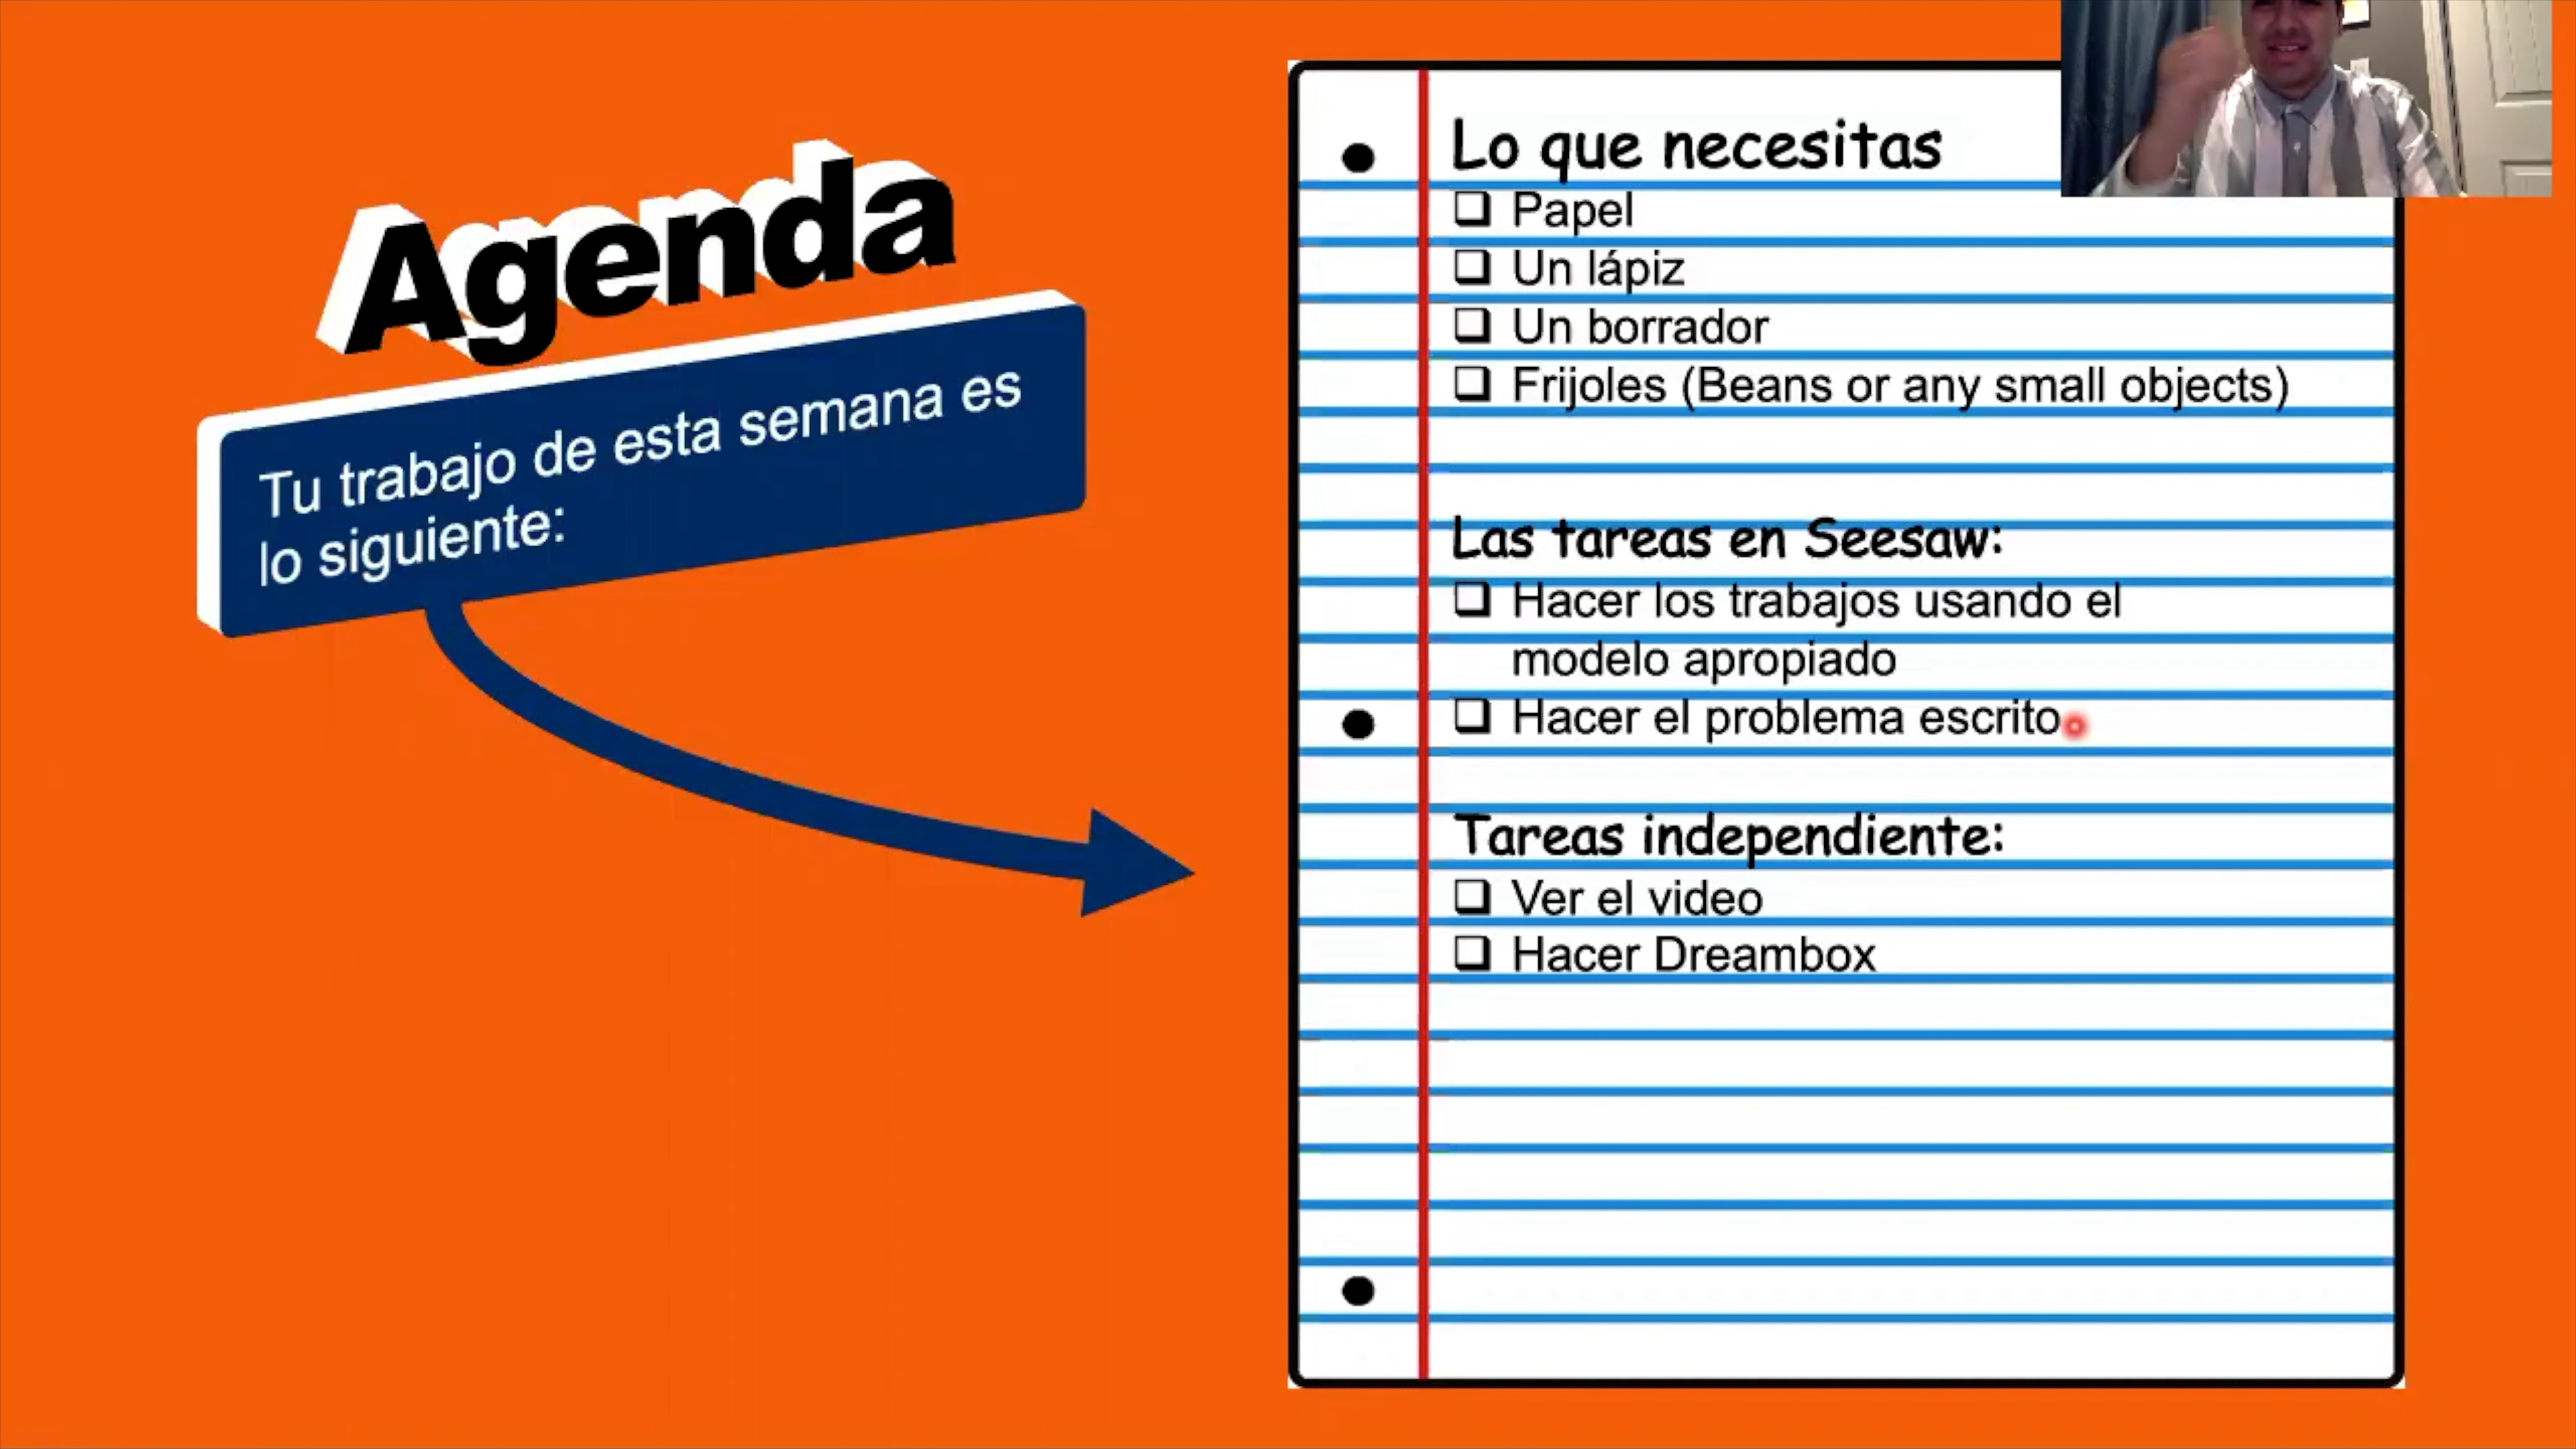 Agenda
Tu trabajo de esta semana es
lo siguiente:
Lo que necesitas
Papel
Un lápiz
Un borrador
Frijoles (Beans or any small objects)
Las tareas en Seesaw:
Hacer los trabajos usando el
modelo apropiado
Hacer el problema escrito
Tareas independiente:
Ver el video
Hacer Dreambox